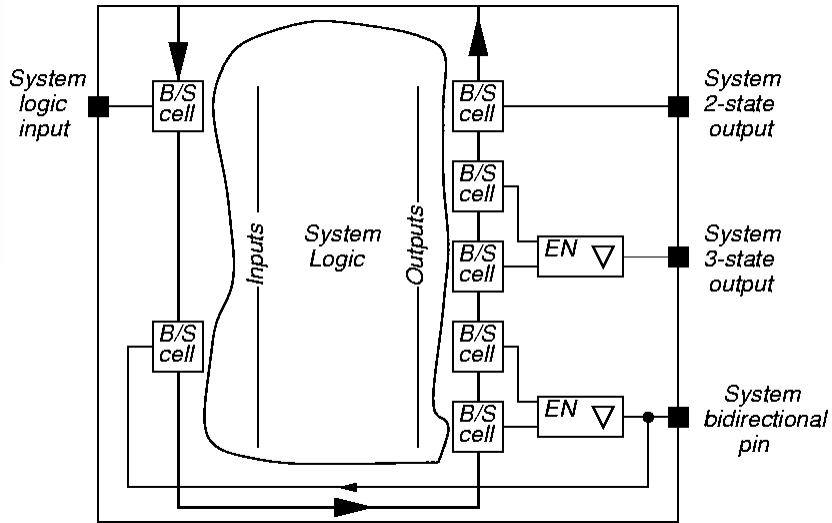 System
logic
input
B/S
cell
B/S
cell
Inputs
System
Logic
Outputs
B/S
cell
B/S
cell
B/S
cell
B/S
cell
B/S
cell
EN
EN
System
2-state
output
System
3-state
output
System
bidirectional
pin